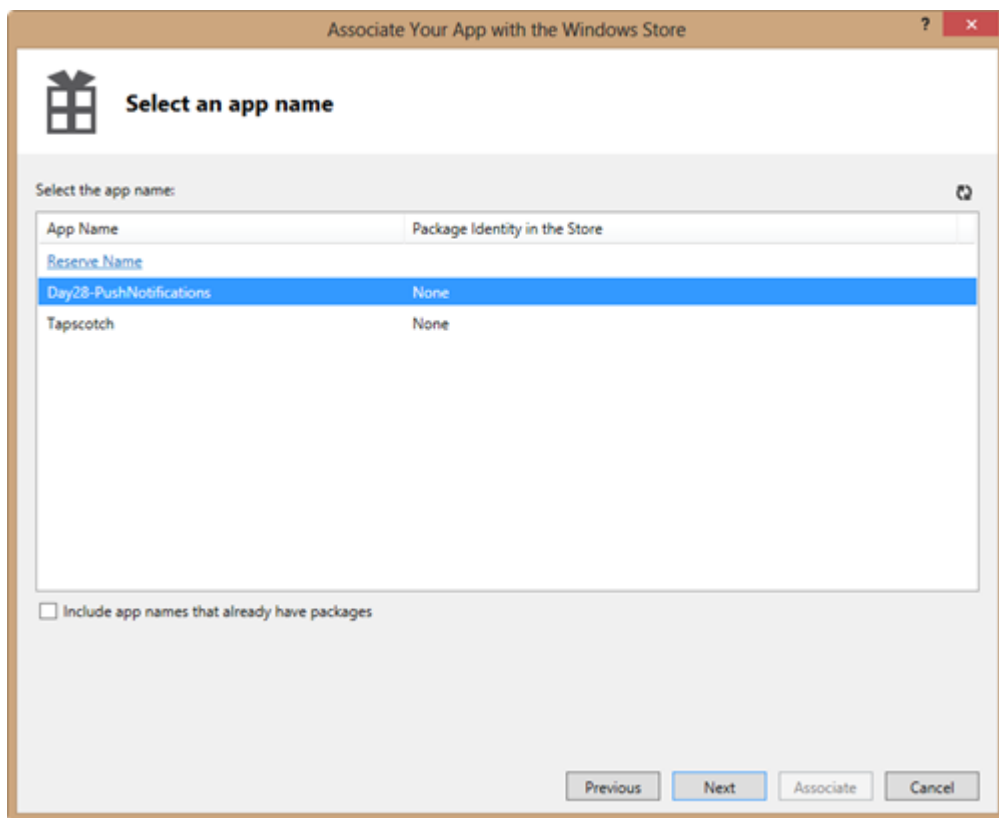 Associate Your App with the Windows Store
?
Select an app name
Select the app name:
App Name Package Identity in the Store
Reserve Name
Day28-PushNotifications None
Tapscotch None
Include app names that already have packages
Previous Next Associate Cancel